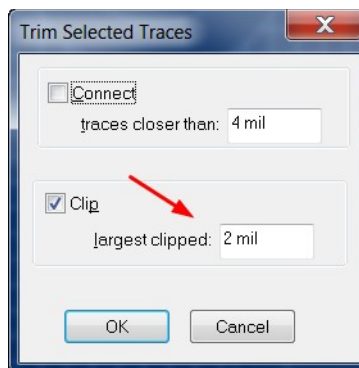 Trim Selected Traces
Connect
traces closer than: 4 mil
Clip
largest clipped: 2 mil
OK Cancel